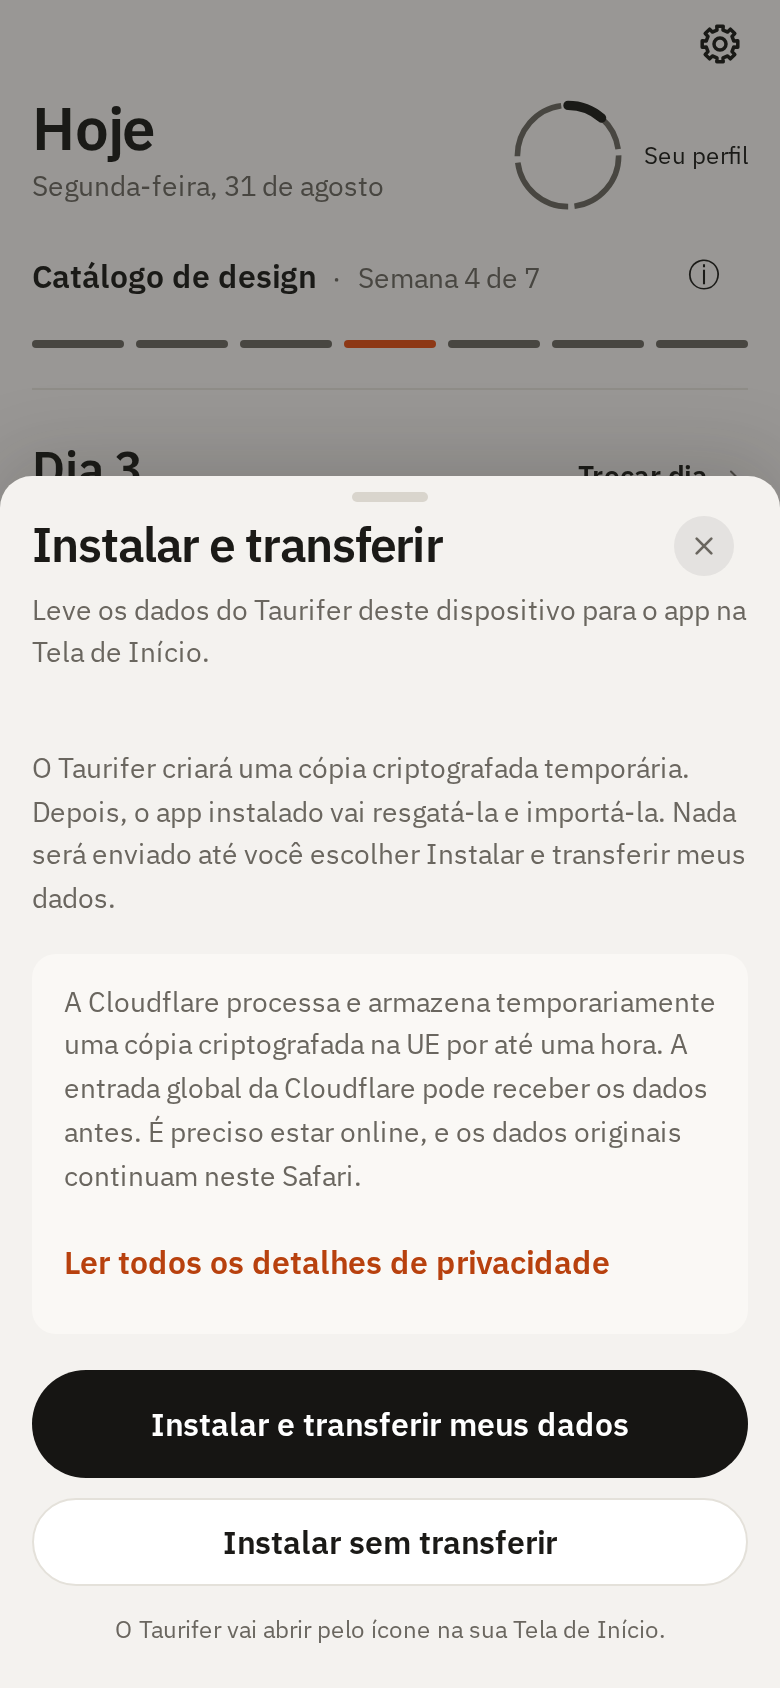 Hoje
Segunda-feira, 31 de agosto
Seu perfil
Catálogo de design · Semana 4 de 7
Dia 3
Trocar dia
Instalar e transferir
Leve os dados do Taurifer deste dispositivo para o app na
Tela de Início.
O Taurifer criará uma cópia criptografada temporária.
Depois, o app instalado vai resgatá-la e importá-la. Nada
será enviado até você escolher Instalar e transferir meus
dados.
A Cloudflare processa e armazena temporariamente
uma cópia criptografada na UE por até uma hora. A
entrada global da Cloudflare pode receber os dados
antes. É preciso estar online, e os dados originais
continuam neste Safari.
Ler todos os detalhes de privacidade
Instalar e transferir meus dados
Instalar sem transferir
O Taurifer vai abrir pelo ícone na sua Tela de Início.